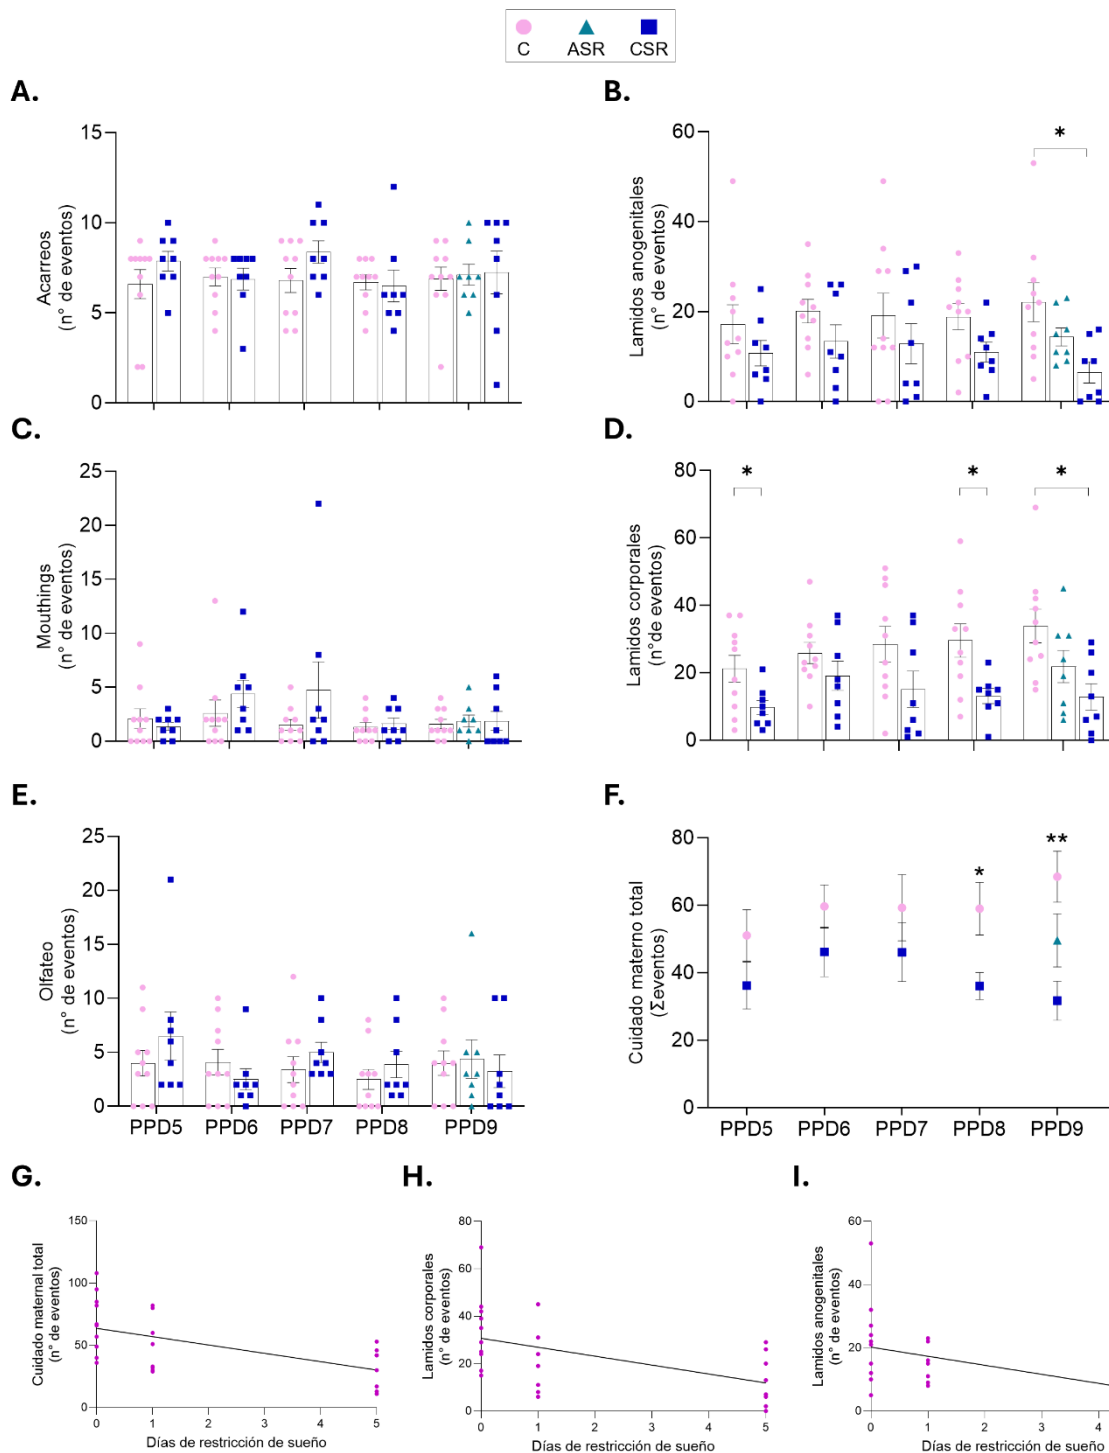 C ASR CSR
A.
Acarreos
(n° de eventos)
15
10
5
0
B.
Lamidos anogenitales
(n° de eventos)
60
40
20
0
*
C.
Mouthings
(n° de eventos)
25
20
15
10
5
0
D.
Lamidos corporales
(n°de eventos)
80
60
40
20
0
* * *
E.
Olfateo
(n° de eventos)
25
20
15
10
5
0
PPD5 PPD6 PPD7 PPD8 PPD9
F.
Cuidado materno total
(Σeventos)
80
60
40
20
0
* **
PPD5 PPD6 PPD7 PPD8 PPD9
G.
Cuidado maternal total
(n° de eventos)
150
100
50
0
0 1 2 3 4 5
Días de restricción de sueño
H.
Lamidos corporales
(n° de eventos)
80
60
40
20
0
0 1 2 3 4 5
Días de restricción de sueño
I.
Lamidos anogenitales
(n° de eventos)
60
40
20
0
0 1 2 3 4
Días de restricción de sueño